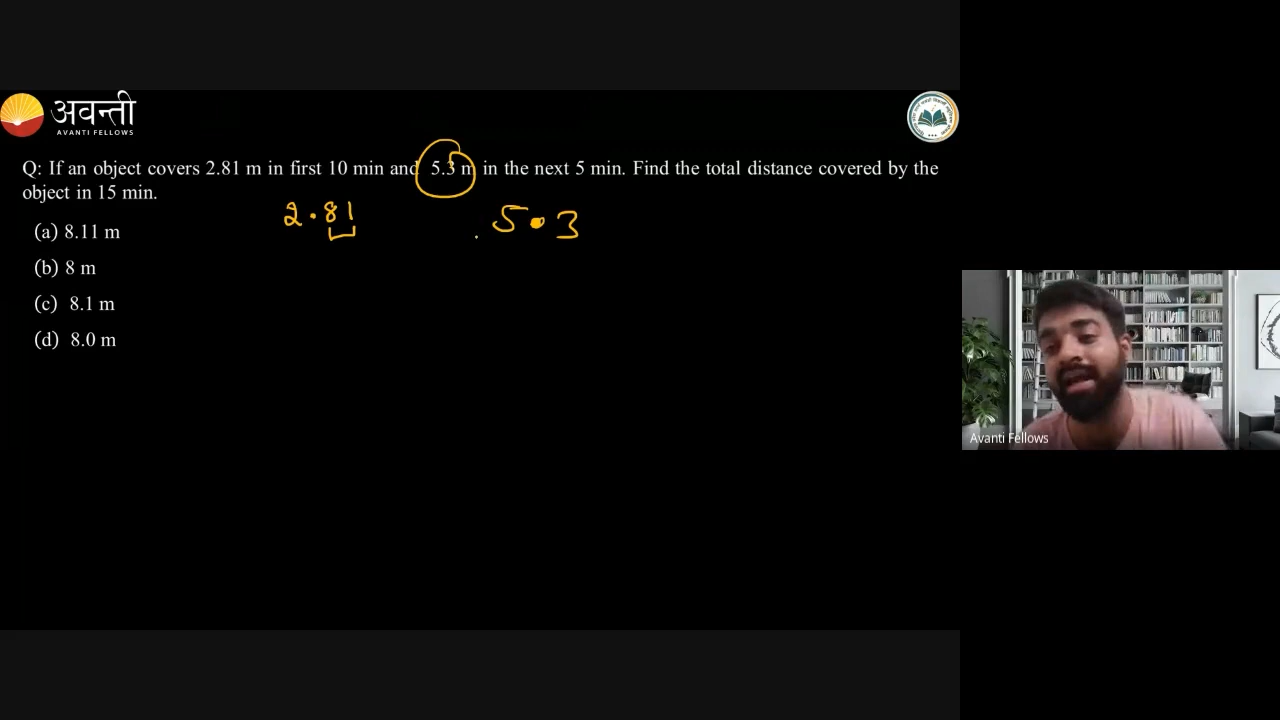 अवन्ती
AVANTI FELLOWS
Q: If an object covers 2.81 m in first 10 min and 5.3 m in the next 5 min. Find the total distance covered by the
object in 15 min.
2.81 5.3
(a) 8.11 m
(b) 8 m
(c) 8.1 m
(d) 8.0 m
Avanti Fellows